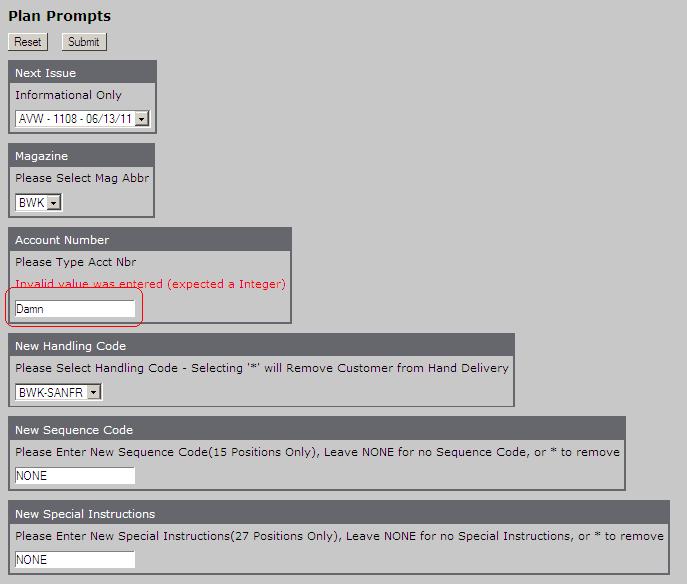 Plan Prompts
Reset Submit
Next Issue
Informational Only
AVW - 1108 - 06/13/11
Magazine
Please Select Mag Abbr
BWK
Account Number
Please Type Acct Nbr
Invalid value was entered (expected a Integer)
Damn
New Handling Code
Please Select Handling Code - Selecting '*' will Remove Customer from Hand Delivery
BWK-SANFR
New Sequence Code
Please Enter New Sequence Code(15 Positions Only), Leave NONE for no Sequence Code, or * to remove
NONE
New Special Instructions
Please Enter New Special Instructions(27 Positions Only), Leave NONE for no Special Instructions, or * to remove
NONE